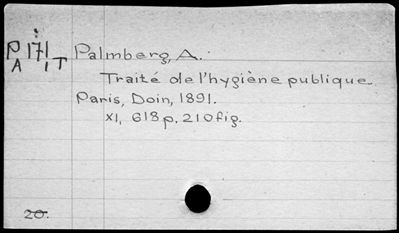 P 171 Palmberg, A.
A 1 T
Traité de l'hygiène publique
Paris, Doin, 1891.
XI, 618 p. 210 fig.
20.